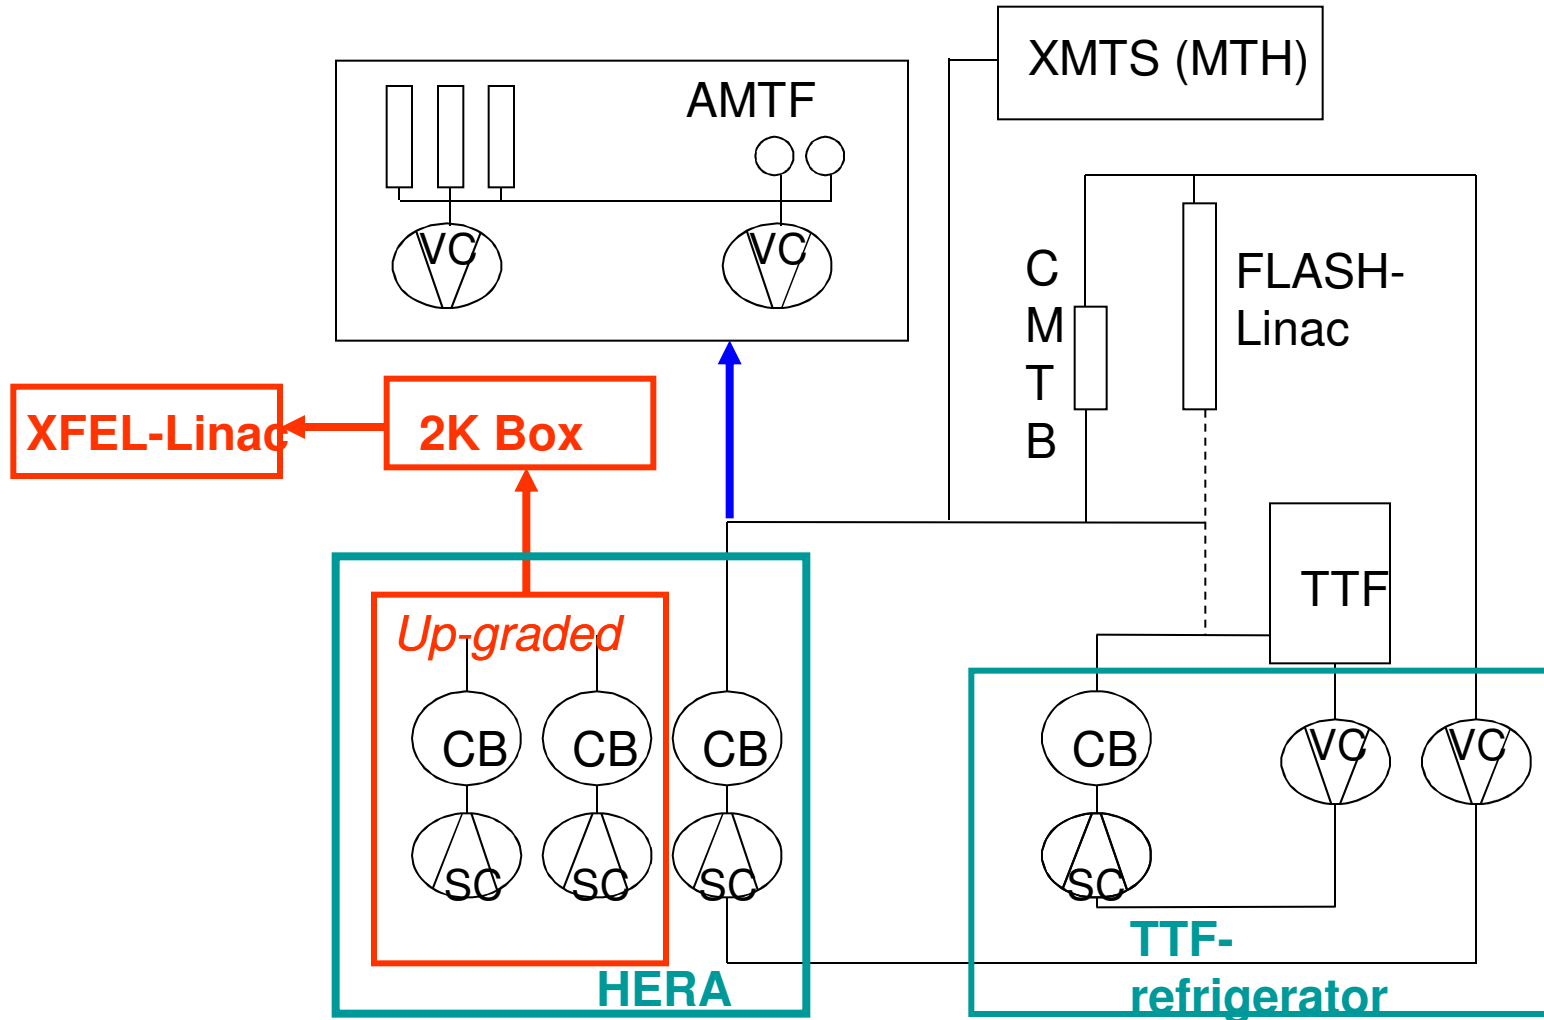 XMTS (MTH)
AMTF
VC
VC
C
M
T
B
FLASH-
Linac
XFEL-Linac
2K Box
TTF
Up-graded
CB
CB
CB
CB
VC
VC
SC
SC
SC
SC
HERA
TTF-
refrigerator